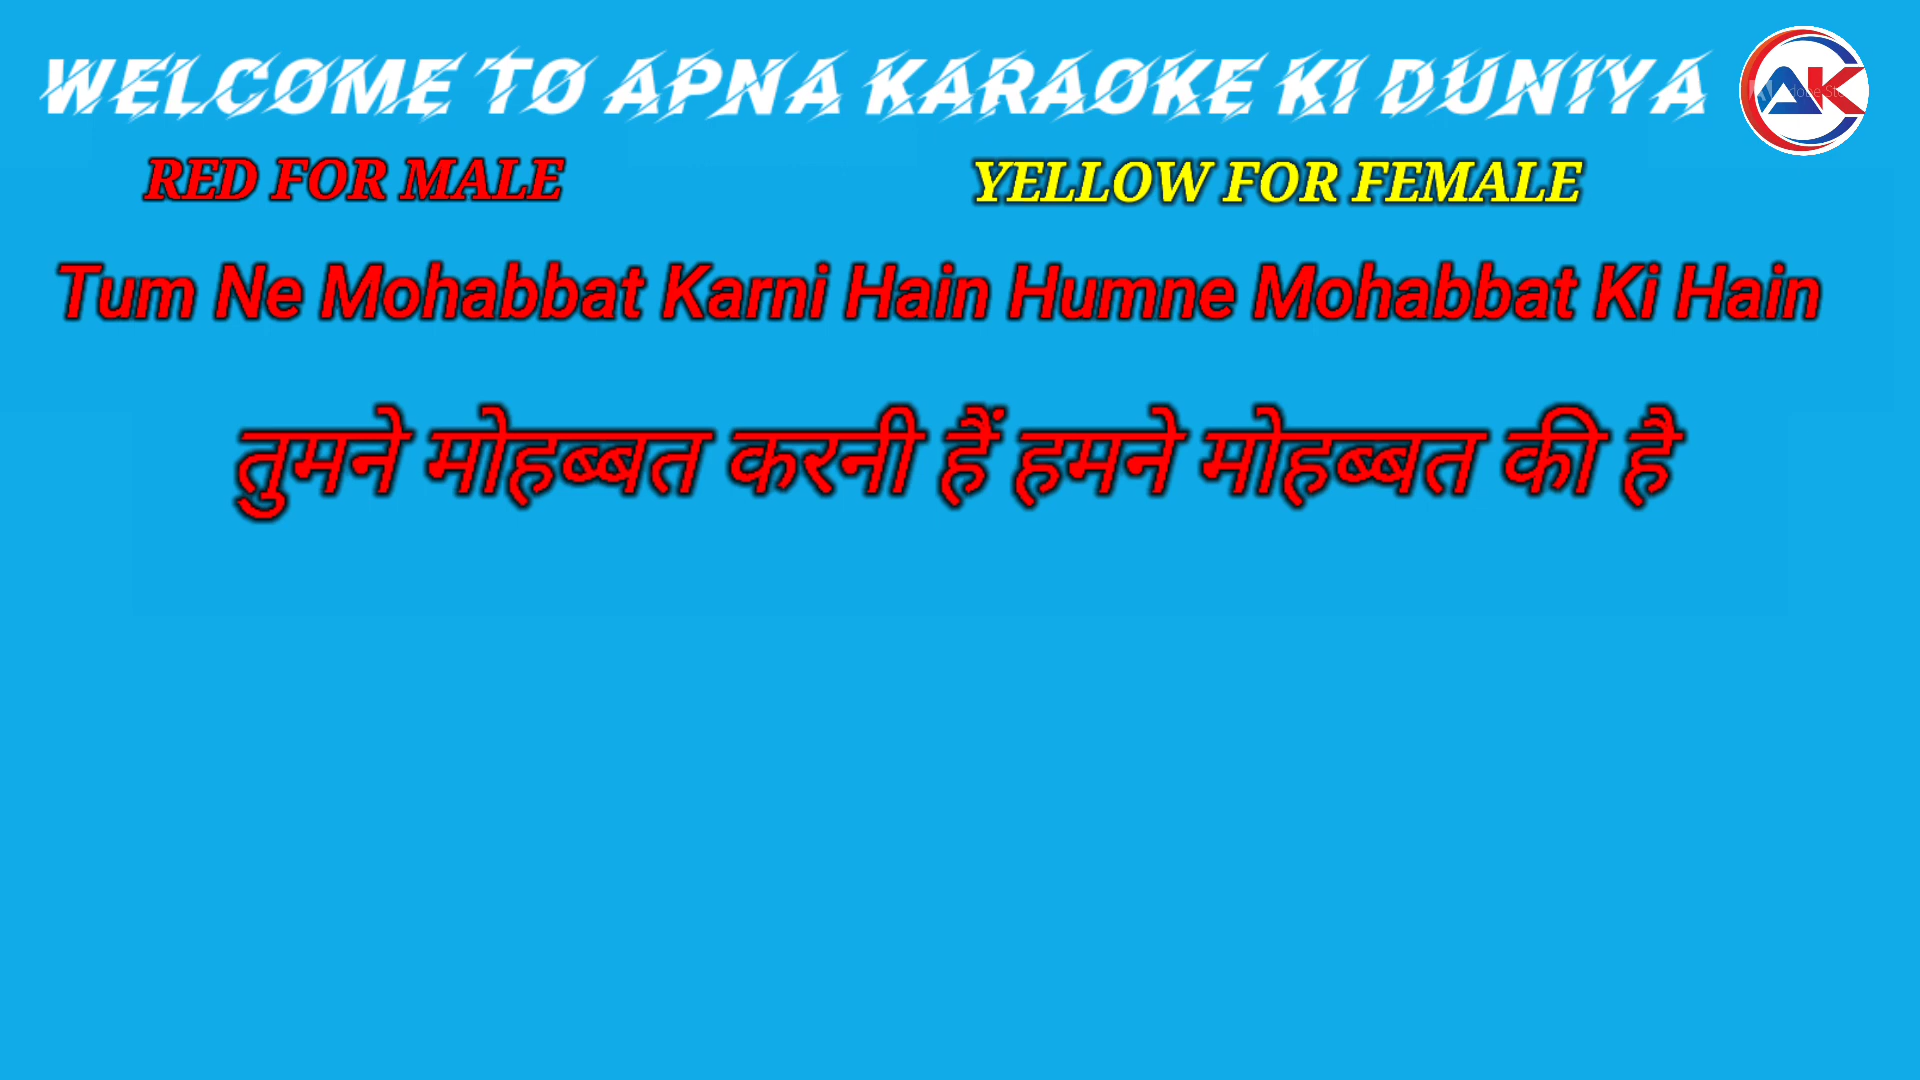 WELCOME TO APNA KARAOKE KI DUNIYA
AK
RED FOR MALE
YELLOW FOR FEMALE
Tum Ne Mohabbat Karni Hain Humne Mohabbat Ki Hain
तुमने मोहब्बत करनी हैं हमने मोहब्बत की है